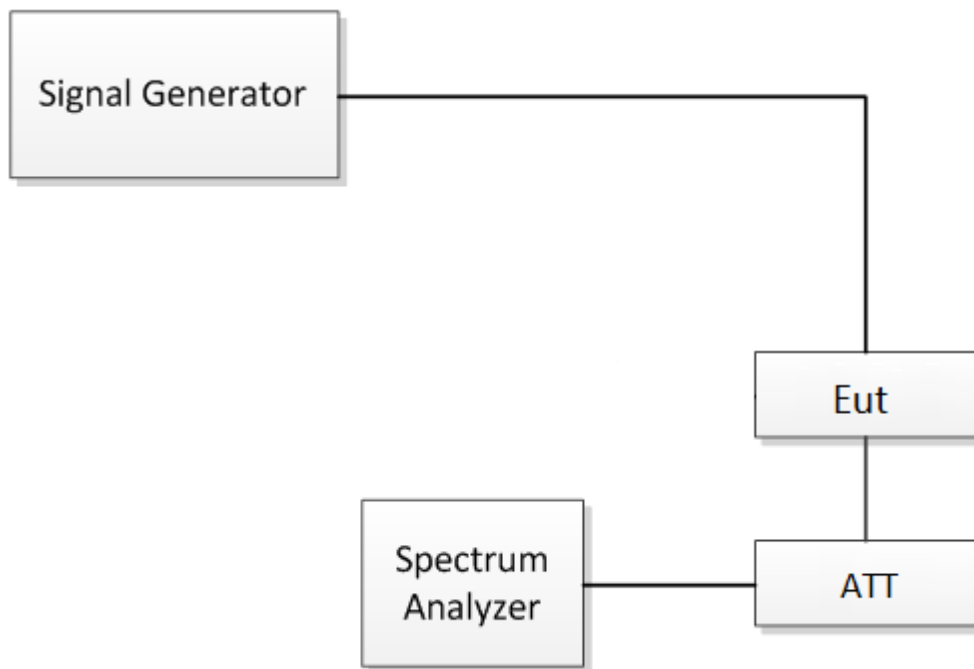 Signal Generator
Eut
Spectrum
Analyzer
ATT